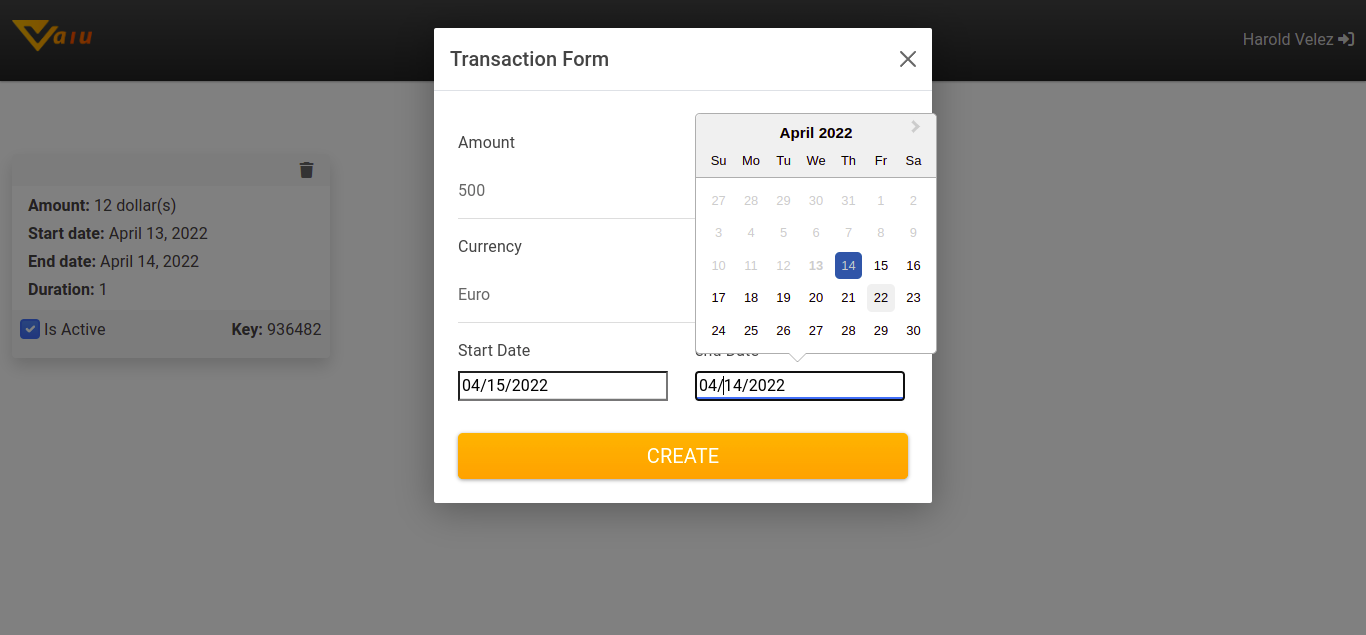 Vaiu
Harold Velez
Transaction Form
Amount
500
Currency
Euro
Start Date
End Date
04/15/2022
04/14/2022
CREATE
April 2022
Su Mo Tu We Th Fr Sa
27 28 29 30 31 1 2
3 4 5 6 7 8 9
10 11 12 13 14 15 16
17 18 19 20 21 22 23
24 25 26 27 28 29 30
Amount: 12 dollar(s)
Start date: April 13, 2022
End date: April 14, 2022
Duration: 1
Is Active Key: 936482